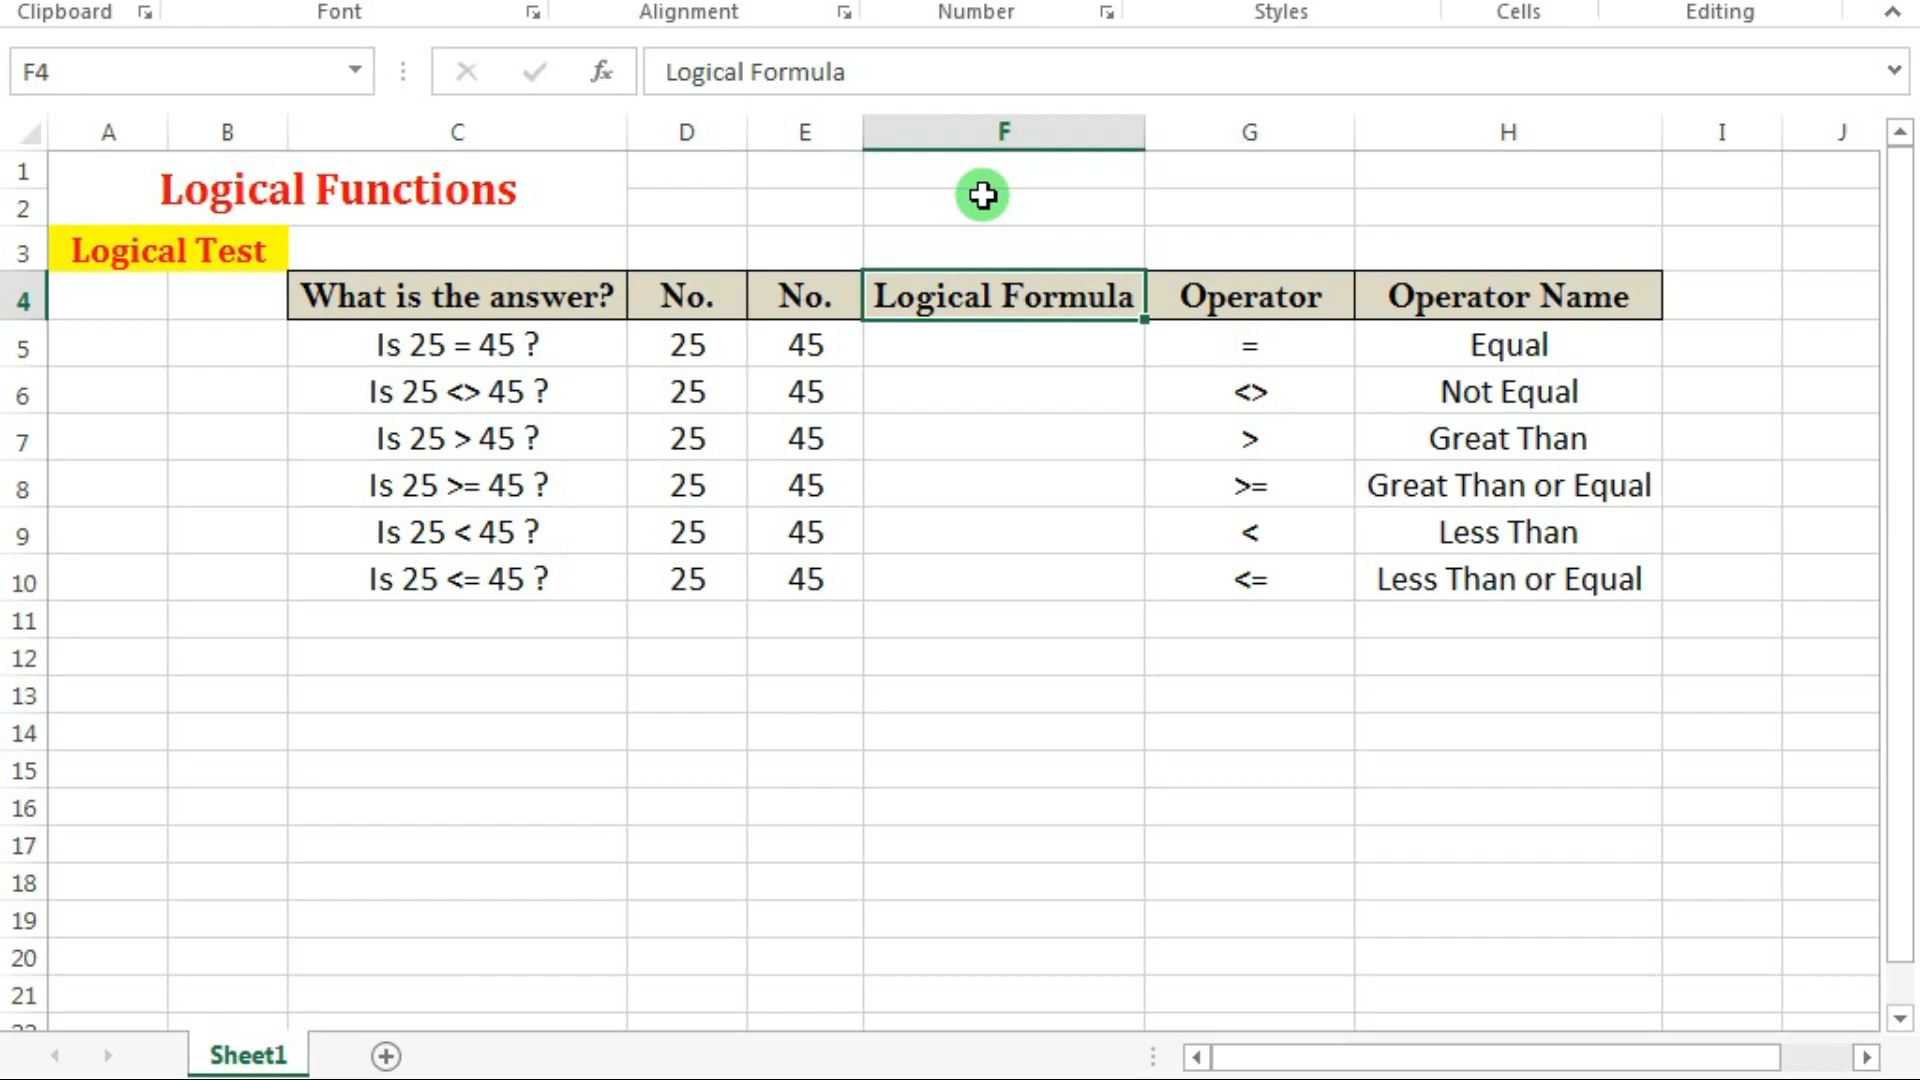 Clipboard Font Alignment Number Styles Cells Editing
F4 fx Logical Formula
A B C D E F G H I J
1 Logical Functions
2
3 Logical Test
4 What is the answer? No. No. Logical Formula Operator Operator Name
5 Is 25 = 45 ? 25 45 = Equal
6 Is 25 <> 45 ? 25 45 <> Not Equal
7 Is 25 > 45 ? 25 45 > Great Than
8 Is 25 >= 45 ? 25 45 >= Great Than or Equal
9 Is 25 < 45 ? 25 45 < Less Than
10 Is 25 <= 45 ? 25 45 <= Less Than or Equal
11
12
13
14
15
16
17
18
19
20
21
Sheet1